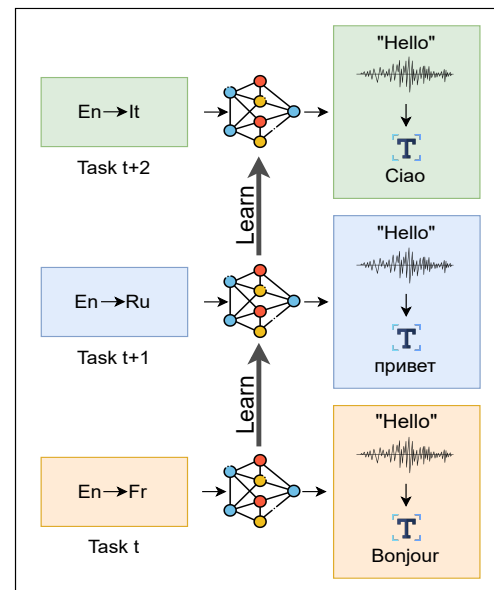 En→It
Task t+2
"Hello"
T
Ciao
Learn
En→Ru
Task t+1
"Hello"
T
привет
Learn
En→Fr
Task t
"Hello"
T
Bonjour